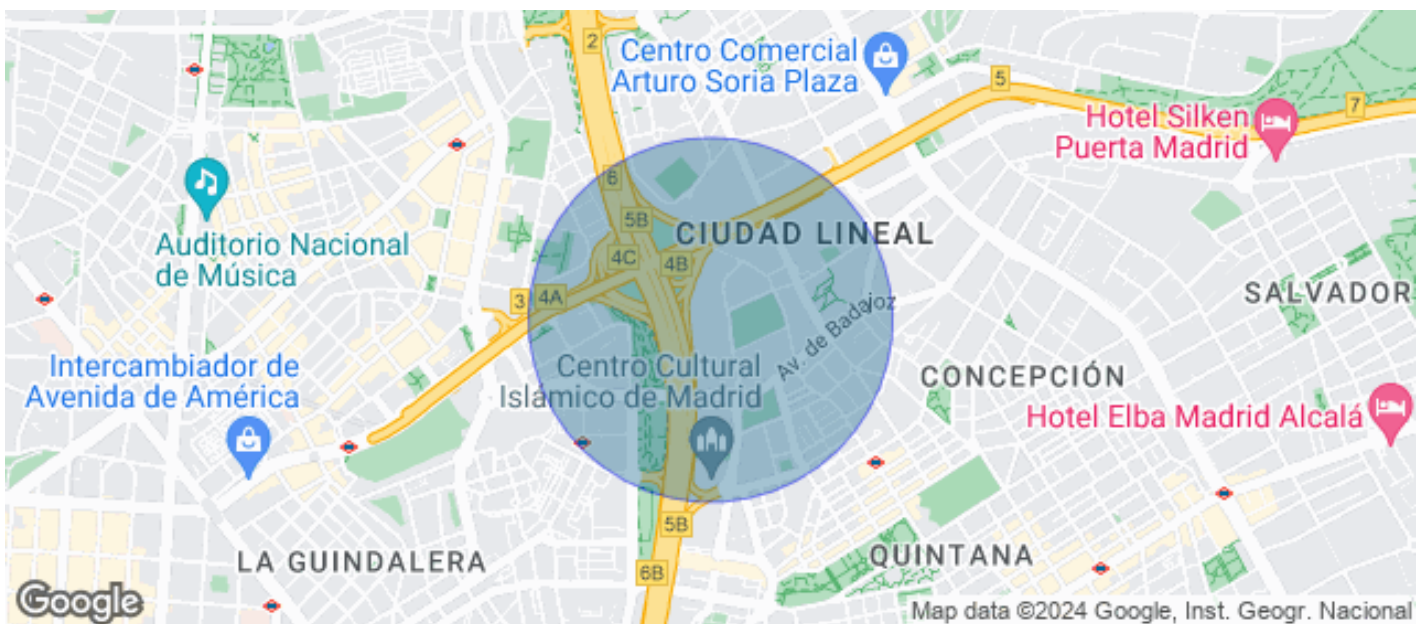 2
Centro Comercial
Arturo Soria Plaza
5
7
Hotel Silken
Puerta Madrid
6
5B
CIUDAD LINEAL
Auditorio Nacional
de Música
4C
4B
3
4A
SALVADOR
Av. de Badajoz
Intercambiador de
Avenida de América
Centro Cultural
Islámico de Madrid
CONCEPCIÓN
Hotel Elba Madrid Alcalá
5B
LA GUINDALERA
6B
QUINTANA
Google
Map data ©2024 Google, Inst. Geogr. Nacional